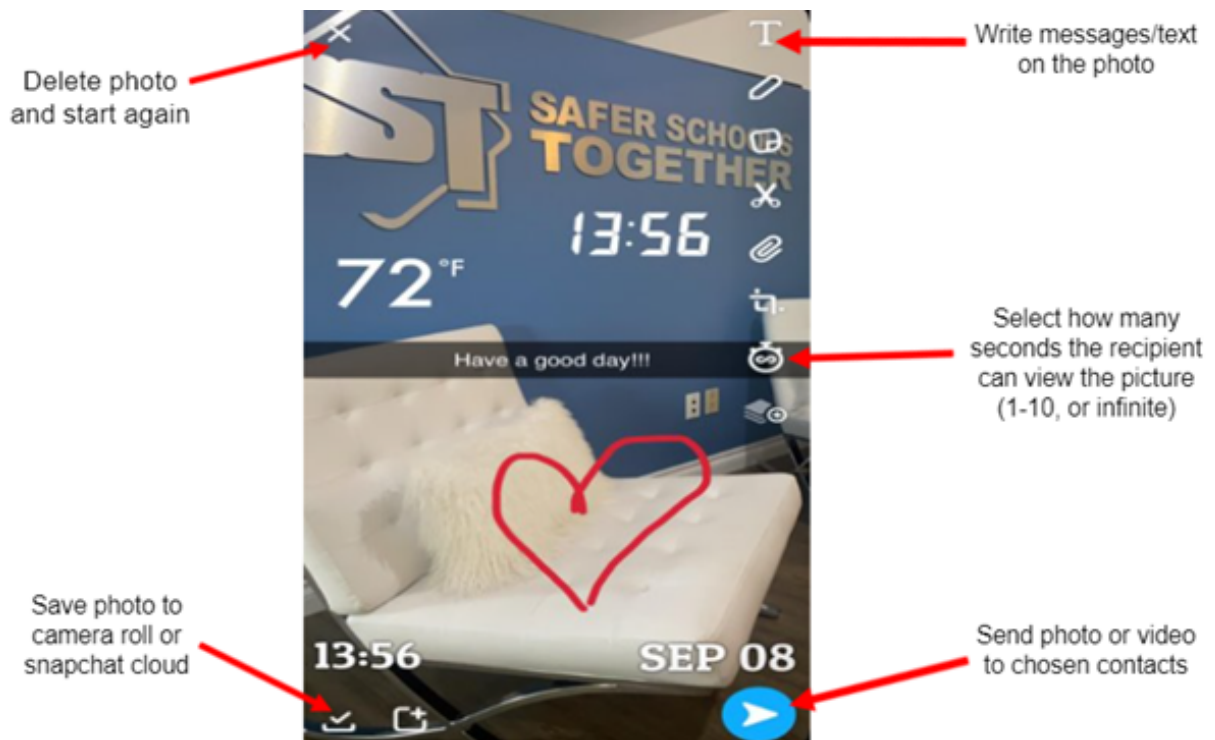 Delete photo
and start again
Write messages/text
on the photo
T
SST
SAFER SCHOOLS
TOGETHER
13:56
72°F
Have a good day!!!
Select how many
seconds the recipient
can view the picture
(1-10, or infinite)
Save photo to
camera roll or
snapchat cloud
13:56
SEP 08
Send photo or video
to chosen contacts